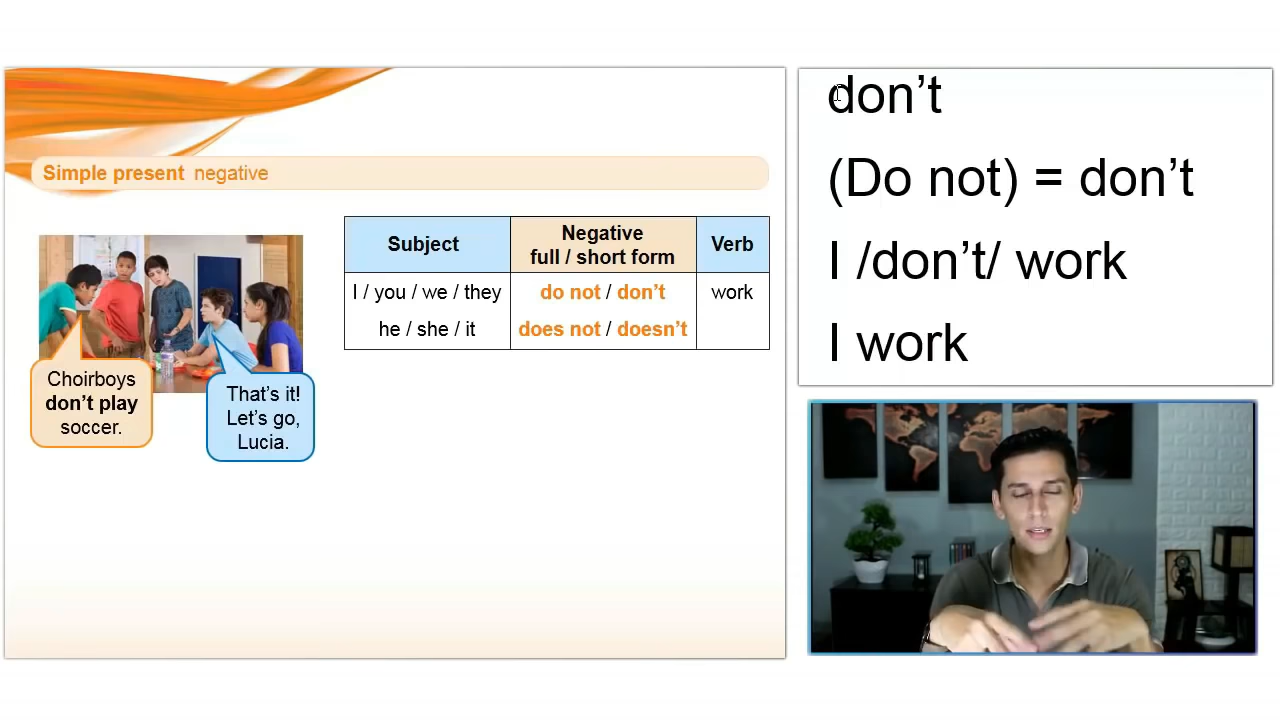 Simple present negative
Subject
Negative
full / short form
Verb
I / you / we / they
do not / don't
work
he / she / it
does not / doesn't
Choirboys
don't play
soccer.
That's it!
Let's go,
Lucia.
don’t
(Do not) = don’t
I /don’t/ work
I work